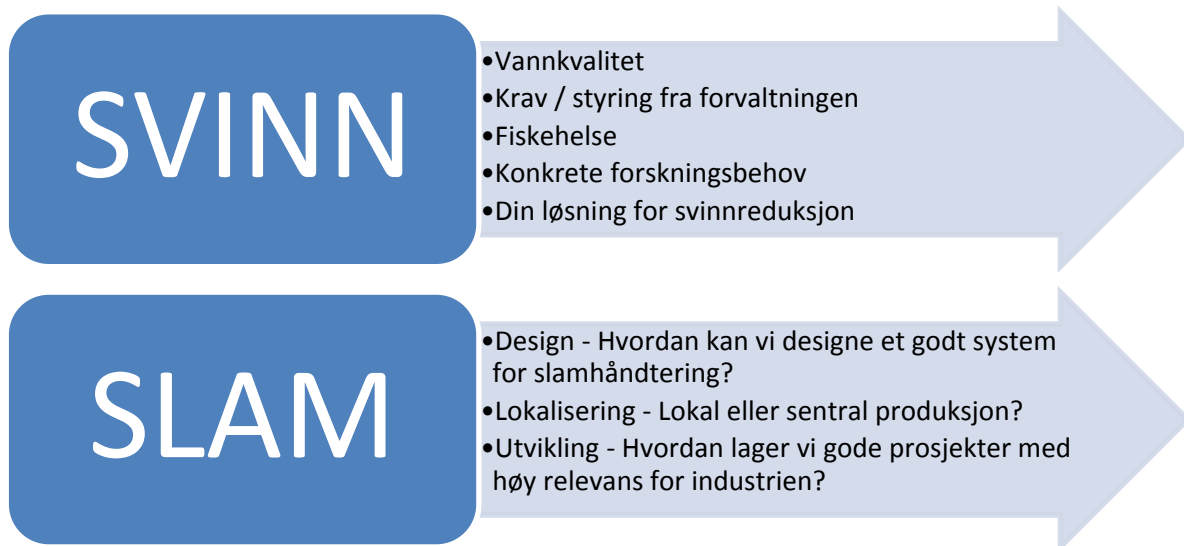 SVINN
•Vannkvalitet
•Krav / styring fra forvaltningen
•Fiskehelse
•Konkrete forskningsbehov
•Din løsning for svinnreduksjon
SLAM
•Design - Hvordan kan vi designe et godt system
for slamhåndtering?
•Lokalisering - Lokal eller sentral produksjon?
•Utvikling - Hvordan lager vi gode prosjekter med
høy relevans for industrien?